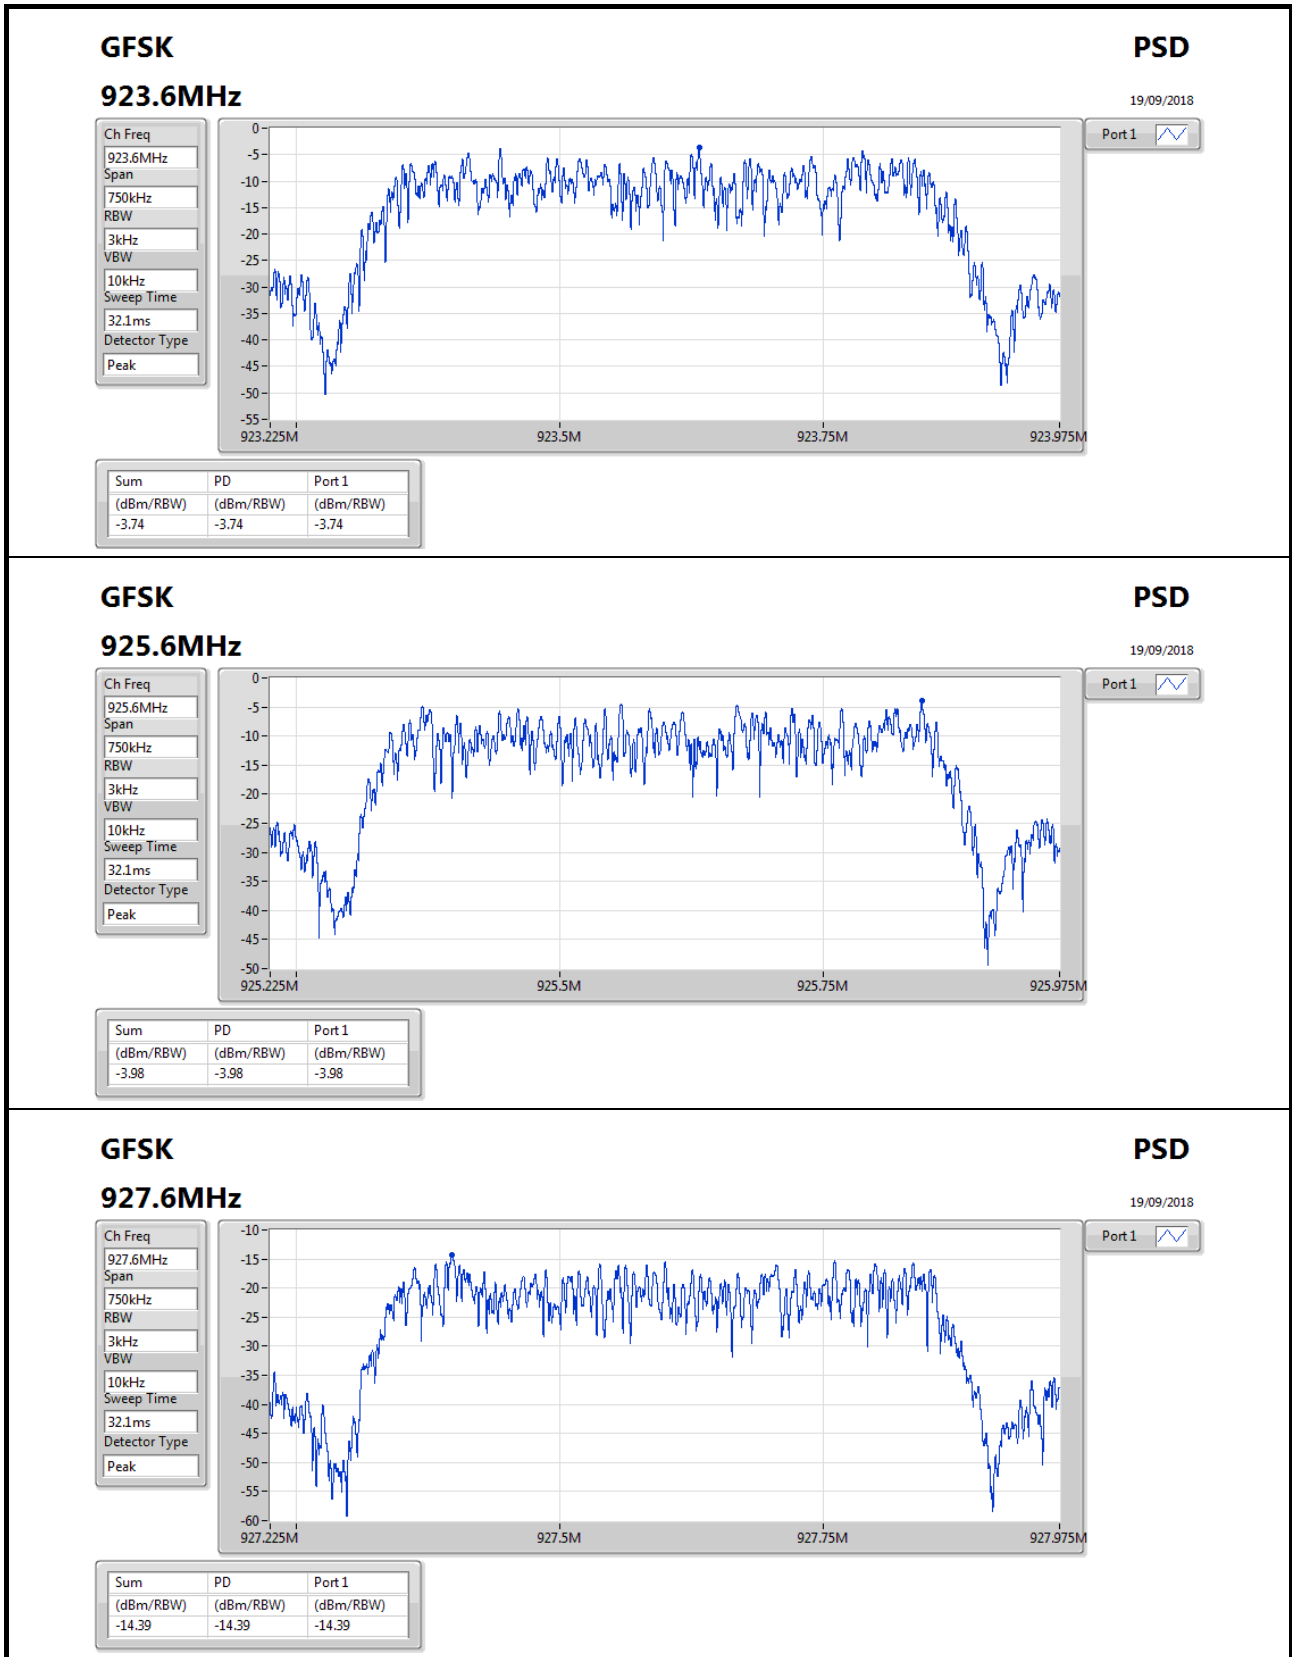 GFSK PSD
923.6MHz 19/09/2018
Ch Freq
923.6MHz
Span
750kHz
RBW
3kHz
VBW
10kHz
Sweep Time
32.1ms
Detector Type
Peak
0
-5
-10
-15
-20
-25
-30
-35
-40
-45
-50
-55
923.225M 923.5M 923.75M 923.975M
Port 1
Sum PD Port 1
(dBm/RBW) (dBm/RBW) (dBm/RBW)
-3.74 -3.74 -3.74
GFSK PSD
925.6MHz 19/09/2018
Ch Freq
925.6MHz
Span
750kHz
RBW
3kHz
VBW
10kHz
Sweep Time
32.1ms
Detector Type
Peak
0
-5
-10
-15
-20
-25
-30
-35
-40
-45
-50
925.225M 925.5M 925.75M 925.975M
Port 1
Sum PD Port 1
(dBm/RBW) (dBm/RBW) (dBm/RBW)
-3.98 -3.98 -3.98
GFSK PSD
927.6MHz 19/09/2018
Ch Freq
927.6MHz
Span
750kHz
RBW
3kHz
VBW
10kHz
Sweep Time
32.1ms
Detector Type
Peak
-10
-15
-20
-25
-30
-35
-40
-45
-50
-55
-60
927.225M 927.5M 927.75M 927.975M
Port 1
Sum PD Port 1
(dBm/RBW) (dBm/RBW) (dBm/RBW)
-14.39 -14.39 -14.39